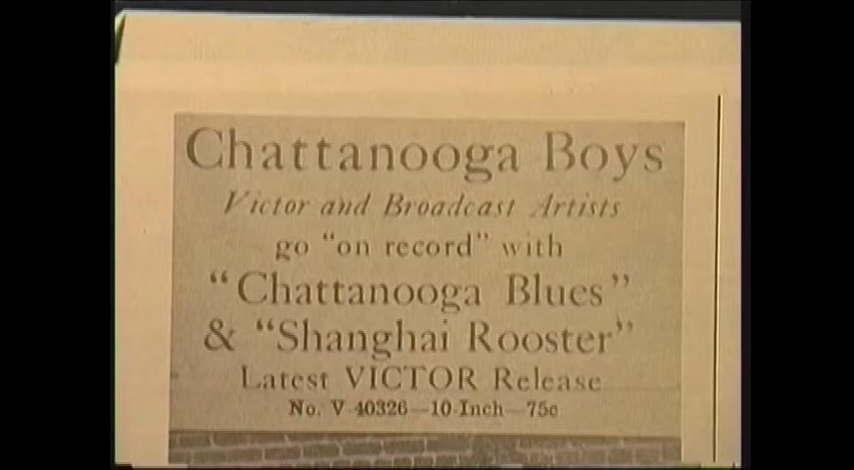 Chattanooga Boys
Victor and Broadcast Artists
go "on record" with
"Chattanooga Blues"
& "Shanghai Rooster"
Latest VICTOR Release
No. V 40326—10 Inch—75c